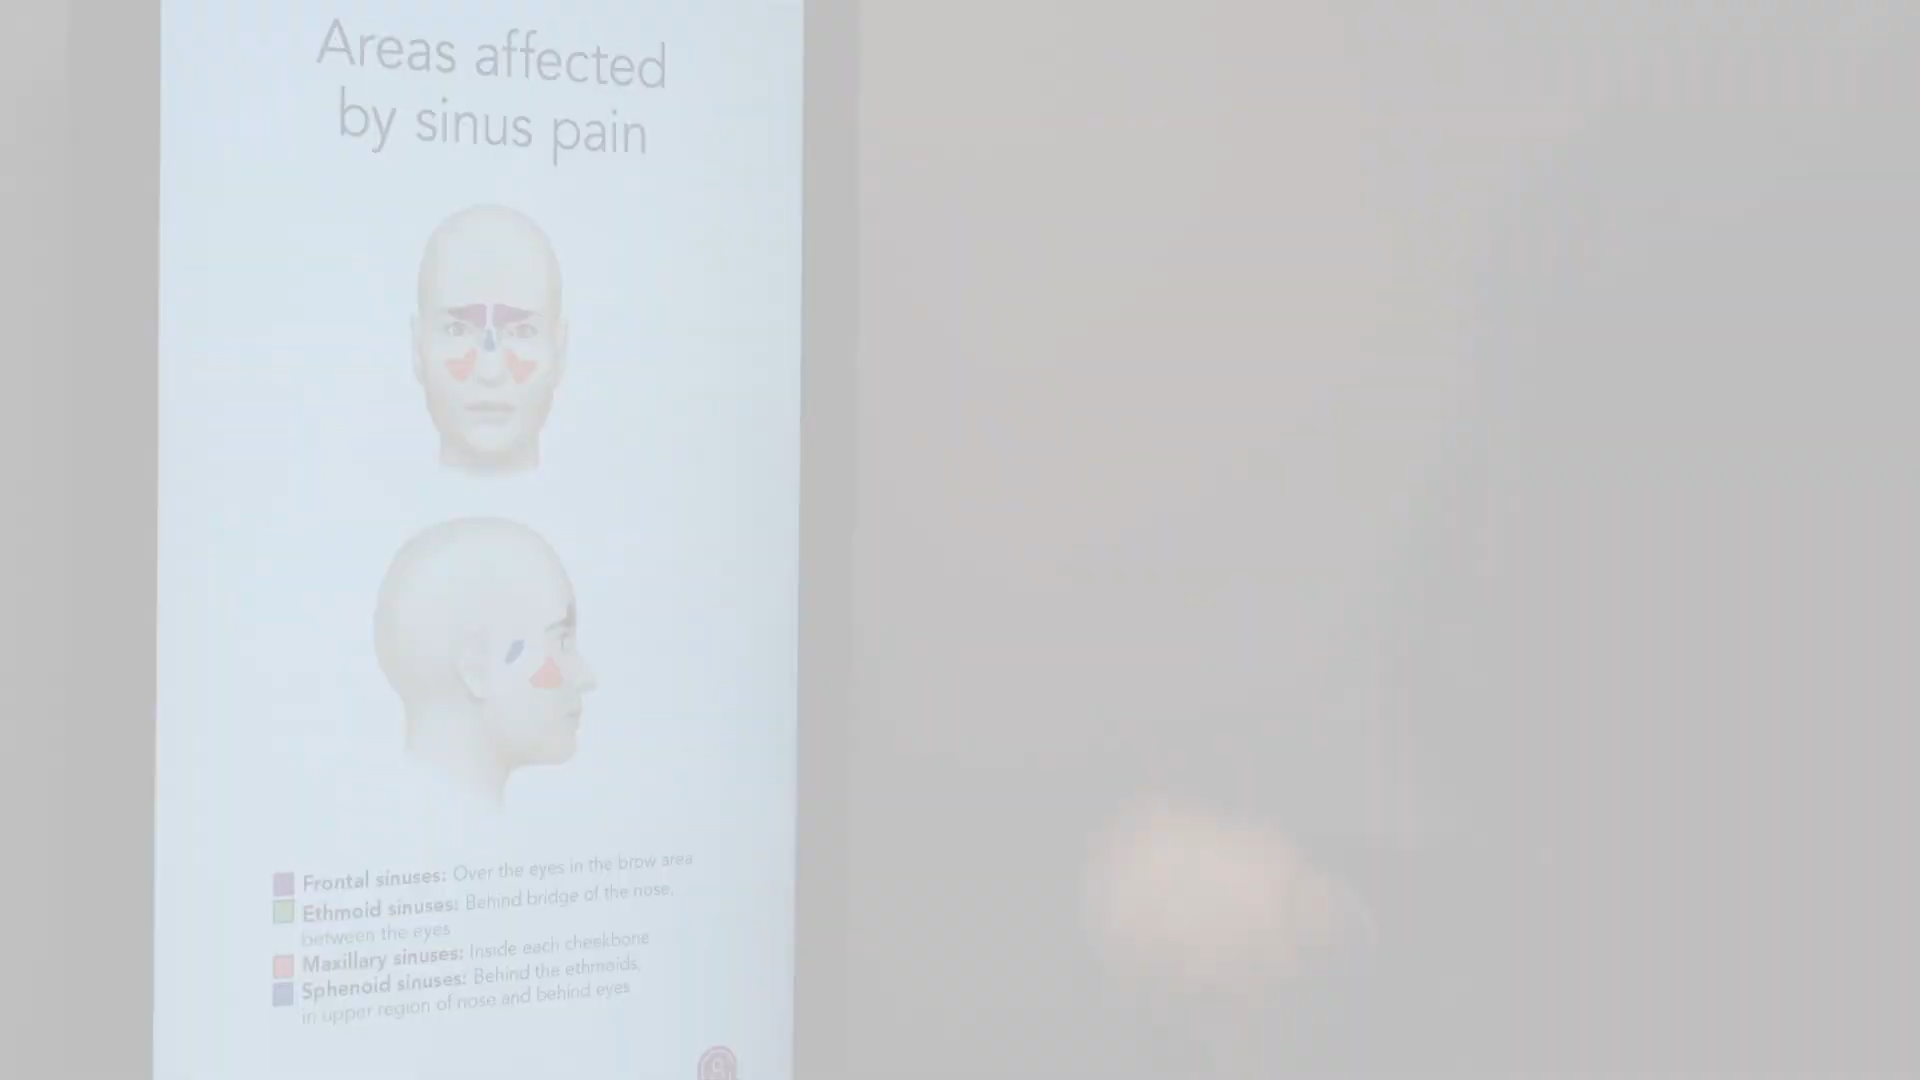 Areas affected
by sinus pain
Frontal sinuses: Over the eyes in the brow area
Ethmoid sinuses: Behind bridge of the nose,
between the eyes
Maxillary sinuses: Inside each cheekbone
Sphenoid sinuses: Behind the ethmoids,
in upper region of nose and behind eyes